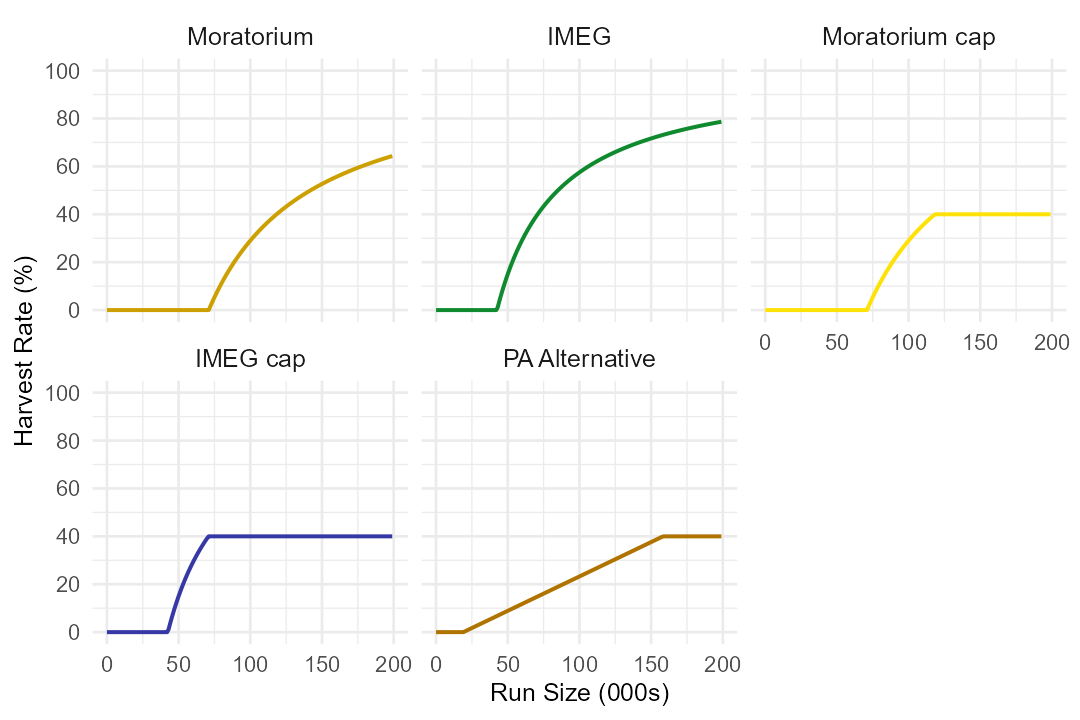 Moratorium
IMEG
Moratorium cap
100
80
60
40
20
0
0 50 100 150 200
Harvest Rate (%)
IMEG cap
PA Alternative
100
80
60
40
20
0
0 50 100 150 200
0 50 100 150 200
Run Size (000s)